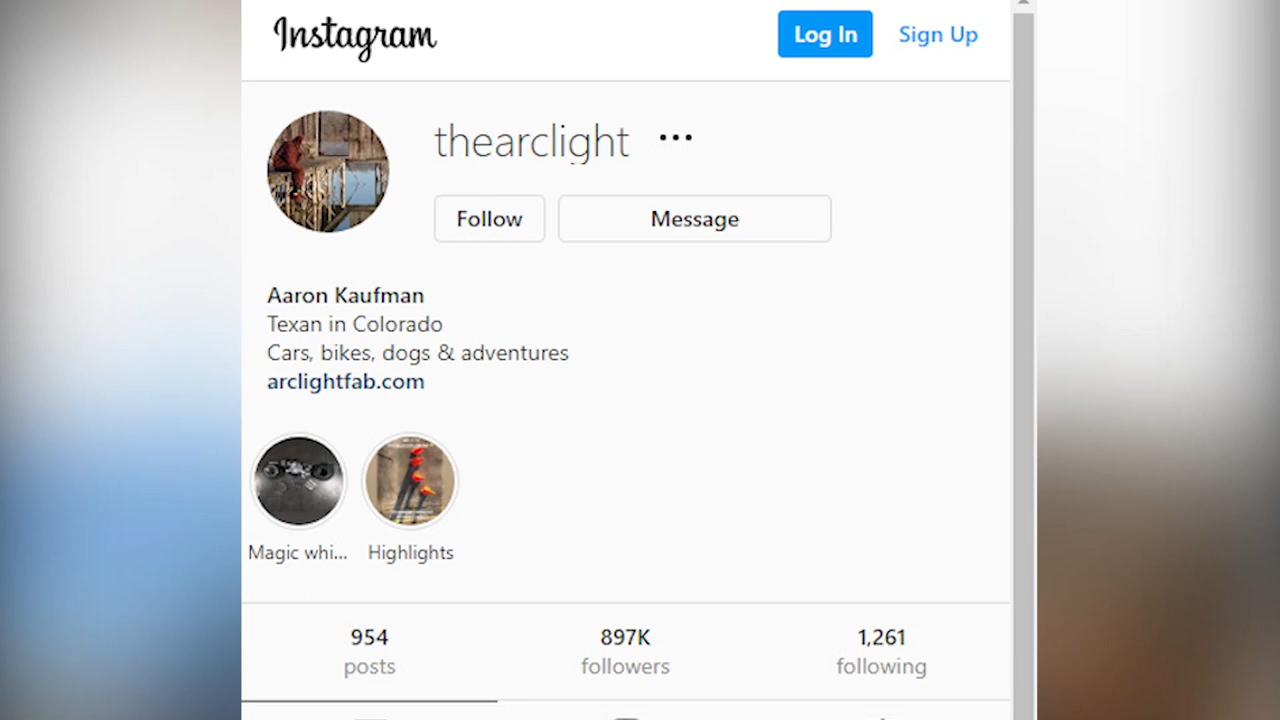 Instagram
Log In
Sign Up
thearclight
Follow
Message
Aaron Kaufman
Texan in Colorado
Cars, bikes, dogs & adventures
arclightfab.com
Magic whi...
Highlights
954
897K
1,261
posts
followers
following